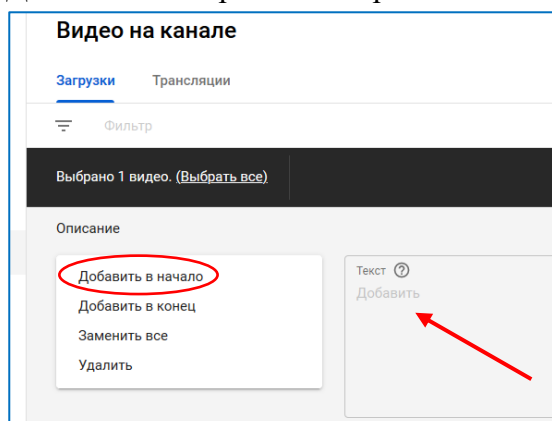 Видео на канале
Загрузки Трансляции
Фильтр
Выбрано 1 видео. (Выбрать все)
Описание
Добавить в начало
Добавить в конец
Заменить все
Удалить
Текст ?
Добавить